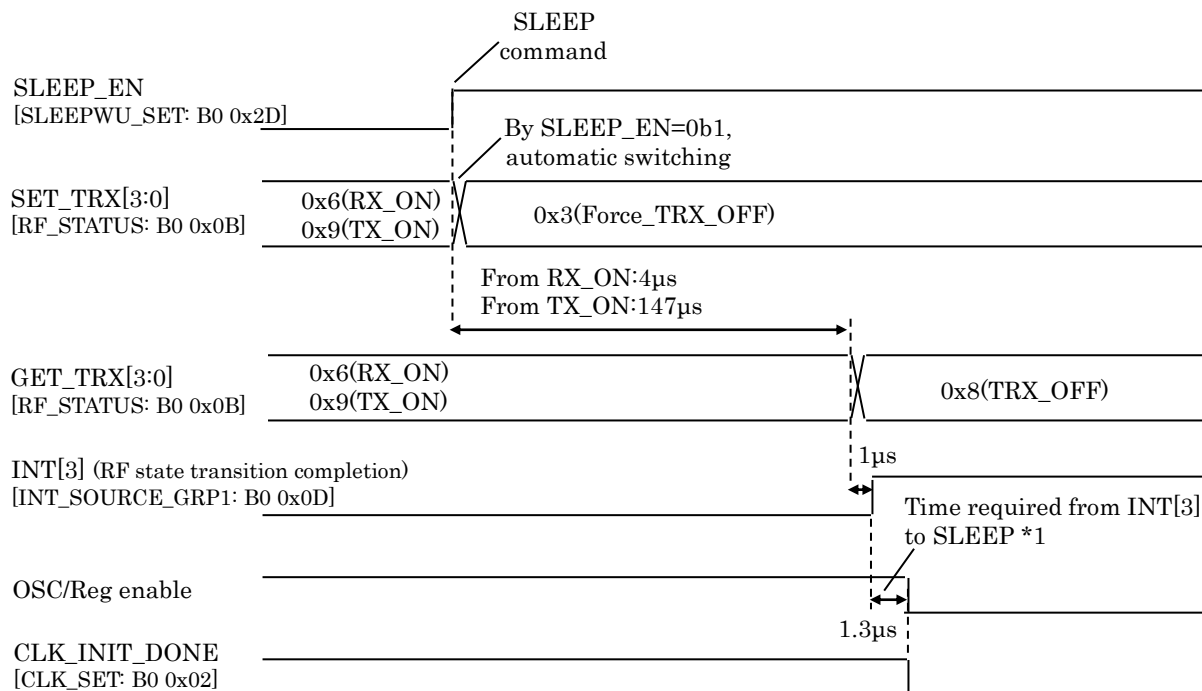 SLEEP
command
SLEEP_EN
[SLEEPWU_SET: B0 0x2D]
By SLEEP_EN=0b1,
automatic switching
SET_TRX[3:0]
[RF_STATUS: B0 0x0B]
0x6(RX_ON)
0x9(TX_ON)
0x3(Force_TRX_OFF)
From RX_ON:4μs
From TX_ON:147μs
GET_TRX[3:0]
[RF_STATUS: B0 0x0B]
0x6(RX_ON)
0x9(TX_ON)
0x8(TRX_OFF)
1μs
INT[3] (RF state transition completion)
[INT_SOURCE_GRP1: B0 0x0D]
Time required from INT[3]
to SLEEP *1
OSC/Reg enable
1.3μs
CLK_INIT_DONE
[CLK_SET: B0 0x02]